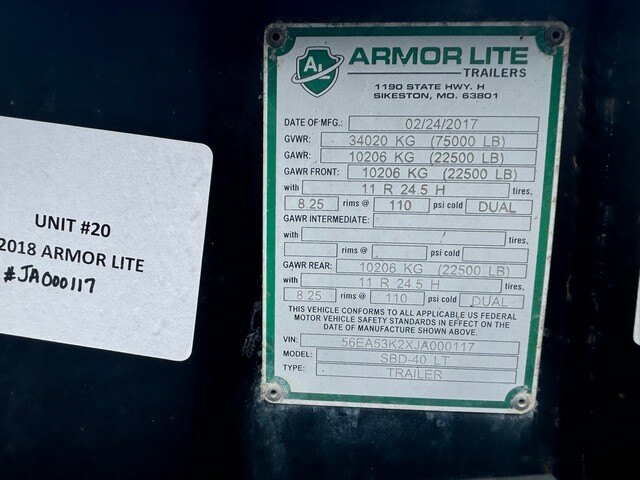 UNIT #20
2018 ARMOR LITE
#JA000117
AL
ARMOR LITE
TRAILERS
1190 STATE HWY. H
SIKESTON, MO. 63801
DATE OF MFG.: 02/24/2017
GVWR: 34020 KG (75000 LB)
GAWR: 10206 KG (22500 LB)
GAWR FRONT: 10206 KG (22500 LB)
with 11 R 24.5 H tires,
8.25 rims @ 110 psi cold DUAL
GAWR INTERMEDIATE:
with tires,
rims @ psi cold
GAWR REAR: 10206 KG (22500 LB)
with 11 R 24.5 H tires,
8.25 rims @ 110 psi cold DUAL
THIS VEHICLE CONFORMS TO ALL APPLICABLE US FEDERAL
MOTOR VEHICLE SAFETY STANDARDS IN EFFECT ON THE
DATE OF MANUFACTURE SHOWN ABOVE.
VIN: 56EA53K2XJA000117
MODEL: SBD-40 LT
TYPE: TRAILER